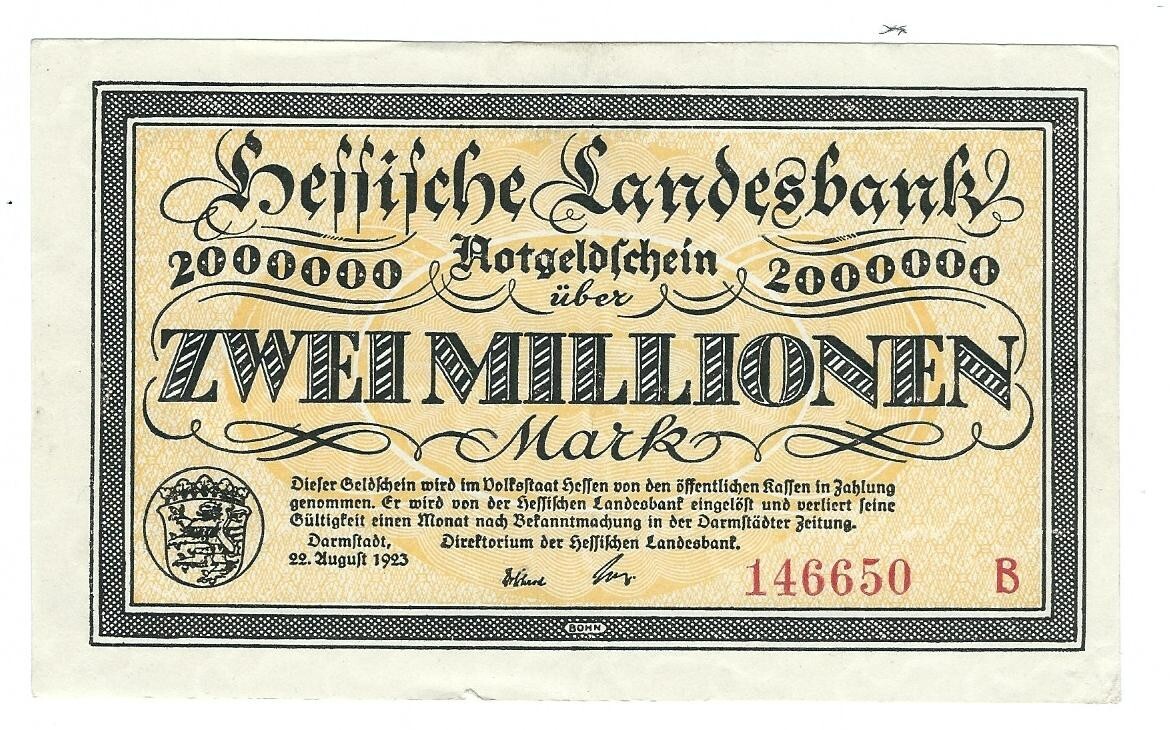 Hessische Landesbank
2000000 Notgeldschein 2000000
über
ZWEI MILLIONEN
Mark
Dieser Geldschein wird im Volksstaat Hessen von den öffentlichen Kassen in Zahlung
genommen. Er wird von der Hessischen Landesbank eingelöst und verliert seine
Gültigkeit einen Monat nach Bekanntmachung in der Darmstädter Zeitung.
Darmstadt, Direktorium der Hessischen Landesbank.
22. August 1923
146650 B
BOHN